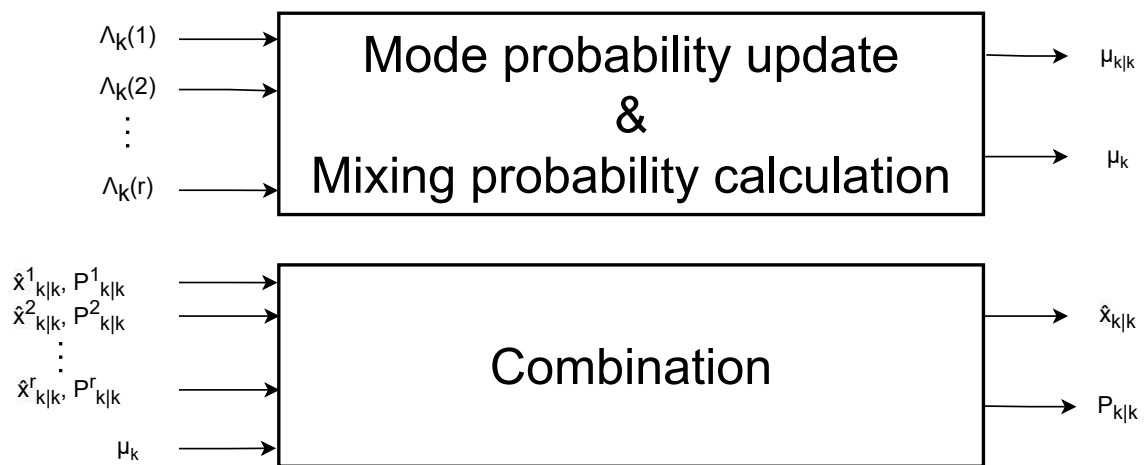 Λk(1)
Λk(2)
⋮
Λk(r)
Mode probability update
&
Mixing probability calculation
μk|k
μk
x̂1k|k, P1k|k
x̂2k|k, P2k|k
⋮
x̂rk|k, Prk|k
μk
Combination
x̂k|k
Pk|k